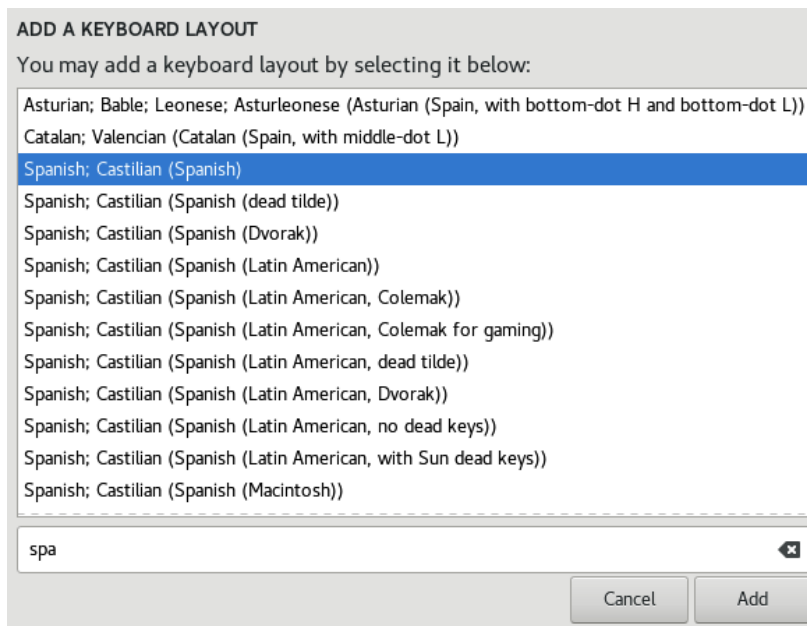 ADD A KEYBOARD LAYOUT
You may add a keyboard layout by selecting it below:
Asturian; Bable; Leonese; Asturleonese (Asturian (Spain, with bottom-dot H and bottom-dot L))
Catalan; Valencian (Catalan (Spain, with middle-dot L))
Spanish; Castilian (Spanish)
Spanish; Castilian (Spanish (dead tilde))
Spanish; Castilian (Spanish (Dvorak))
Spanish; Castilian (Spanish (Latin American))
Spanish; Castilian (Spanish (Latin American, Colemak))
Spanish; Castilian (Spanish (Latin American, Colemak for gaming))
Spanish; Castilian (Spanish (Latin American, dead tilde))
Spanish; Castilian (Spanish (Latin American, Dvorak))
Spanish; Castilian (Spanish (Latin American, no dead keys))
Spanish; Castilian (Spanish (Latin American, with Sun dead keys))
Spanish; Castilian (Spanish (Macintosh))
spa
Cancel Add